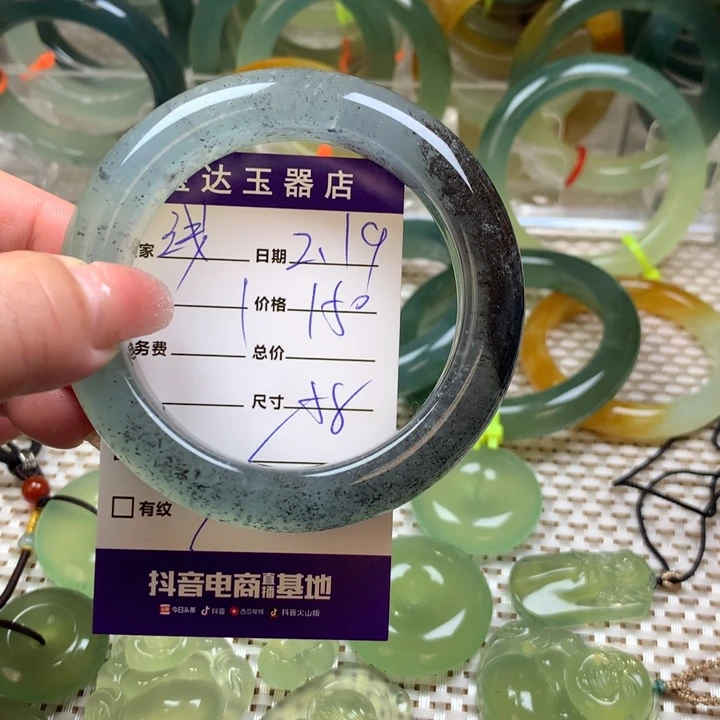 达玉器店
家 钱 日期 2.19
1 价格 150
务费 总价
尺寸 58
有纹
抖音电商直播基地
今日头条 抖音 西瓜视频 抖音火山版